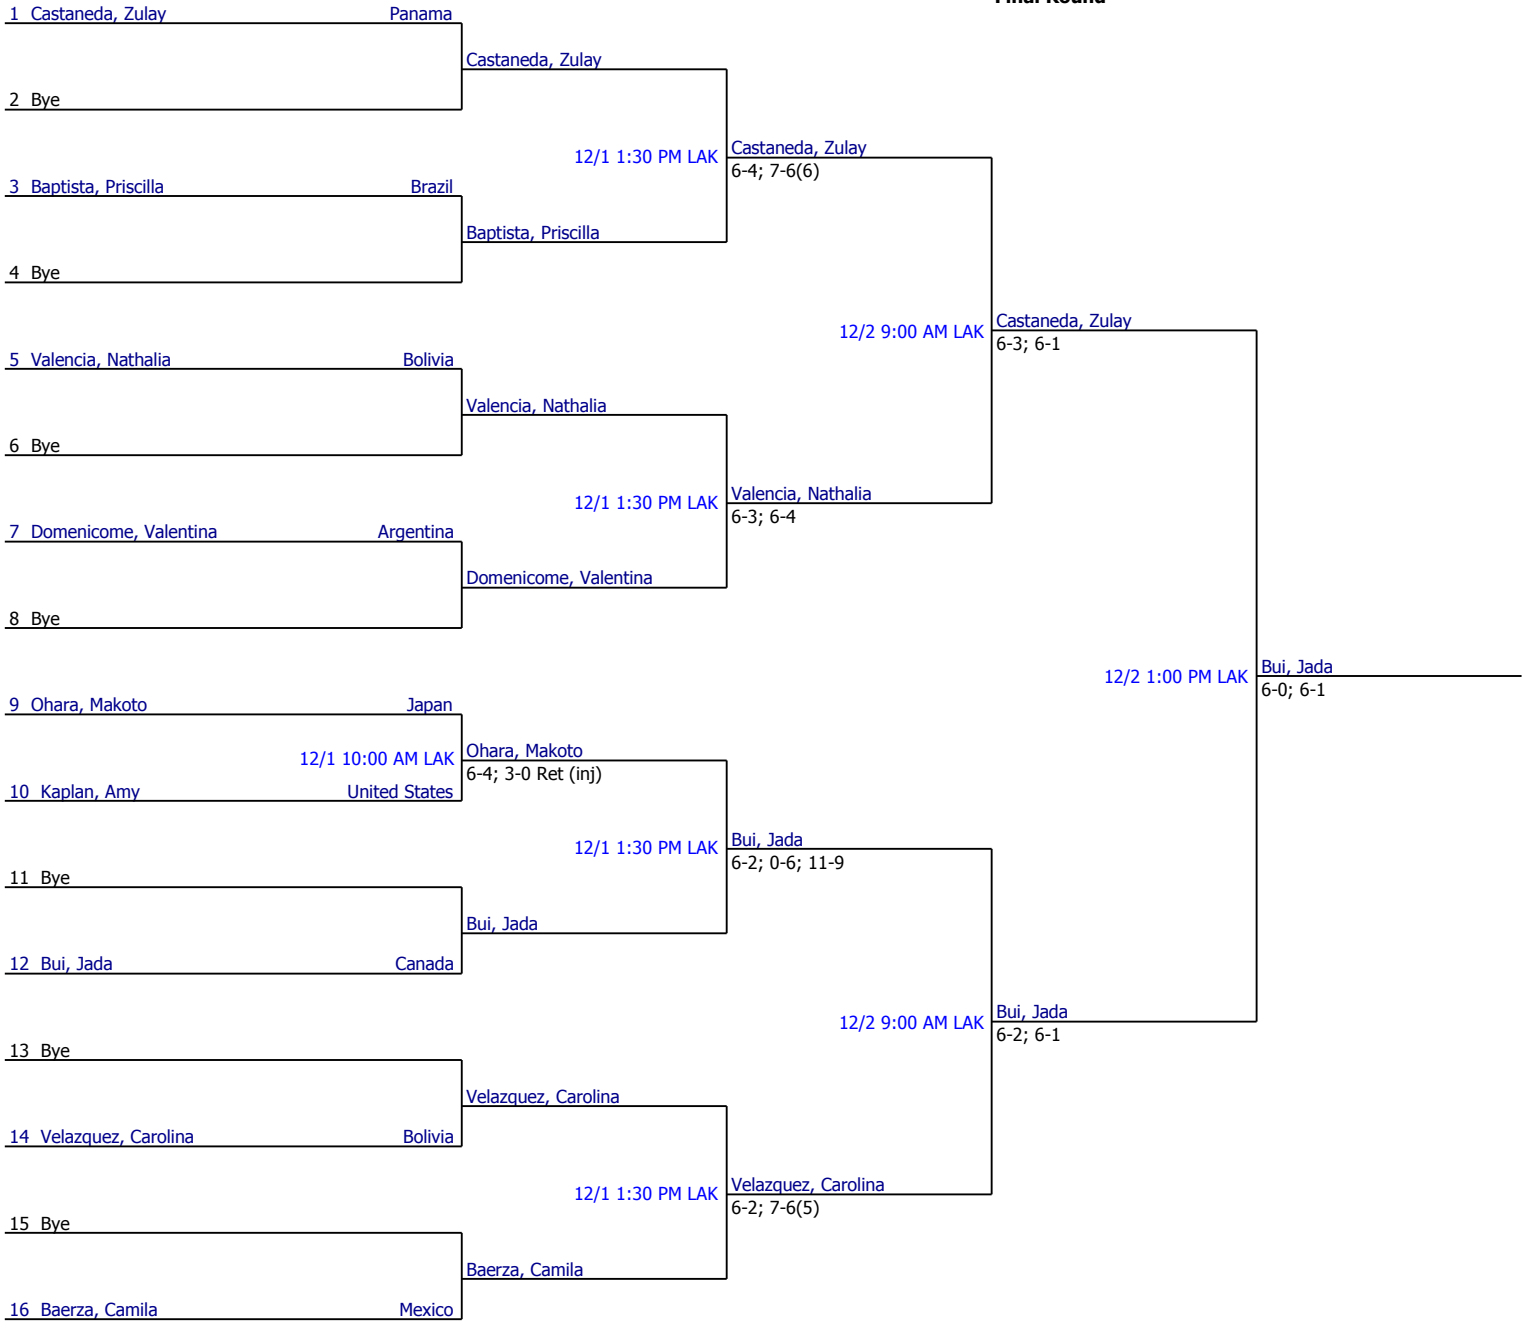 Final Round
1 Castaneda, Zulay Panama
Castaneda, Zulay
2 Bye
12/1 1:30 PM LAK Castaneda, Zulay
6-4; 7-6(6)
3 Baptista, Priscilla Brazil
Baptista, Priscilla
4 Bye
12/2 9:00 AM LAK Castaneda, Zulay
6-3; 6-1
5 Valencia, Nathalia Bolivia
Valencia, Nathalia
6 Bye
12/1 1:30 PM LAK Valencia, Nathalia
6-3; 6-4
7 Domenicome, Valentina Argentina
Domenicome, Valentina
8 Bye
12/2 1:00 PM LAK Bui, Jada
6-0; 6-1
9 Ohara, Makoto Japan
12/1 10:00 AM LAK Ohara, Makoto
6-4; 3-0 Ret (inj)
10 Kaplan, Amy United States
12/1 1:30 PM LAK Bui, Jada
6-2; 0-6; 11-9
11 Bye
Bui, Jada
12 Bui, Jada Canada
12/2 9:00 AM LAK Bui, Jada
6-2; 6-1
13 Bye
Velazquez, Carolina
14 Velazquez, Carolina Bolivia
12/1 1:30 PM LAK Velazquez, Carolina
6-2; 7-6(5)
15 Bye
Baerza, Camila
16 Baerza, Camila Mexico